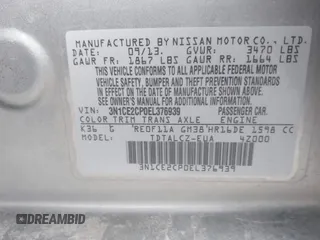 MANUFACTURED BY NISSAN MOTOR CO., LTD.
DATE: 09/13. GVWR: 3470 LBS
GAWR FR: 1867 LBS GAWR RR: 1664 LBS
THIS VEHICLE CONFORMS TO ALL APPLICABLE
FEDERAL MOTOR VEHICLE SAFETY, BUMPER, AND
THEFT PREVENTION STANDARDS IN EFFECT ON THE
DATE OF MANUFACTURE SHOWN ABOVE.
SEE OWNER'S MANUAL FOR ADDITIONAL INFORMATION.
VIN: 3N1CE2CP0EL376939 PASSENGER CAR.
COLOR TRIM TRANS AXLE ENGINE
K36 G RE0F11A GM38 HR16DE 1598 CC
MODEL TDTALCZ-EUA 4Z000
3N1CE2CP0EL376939